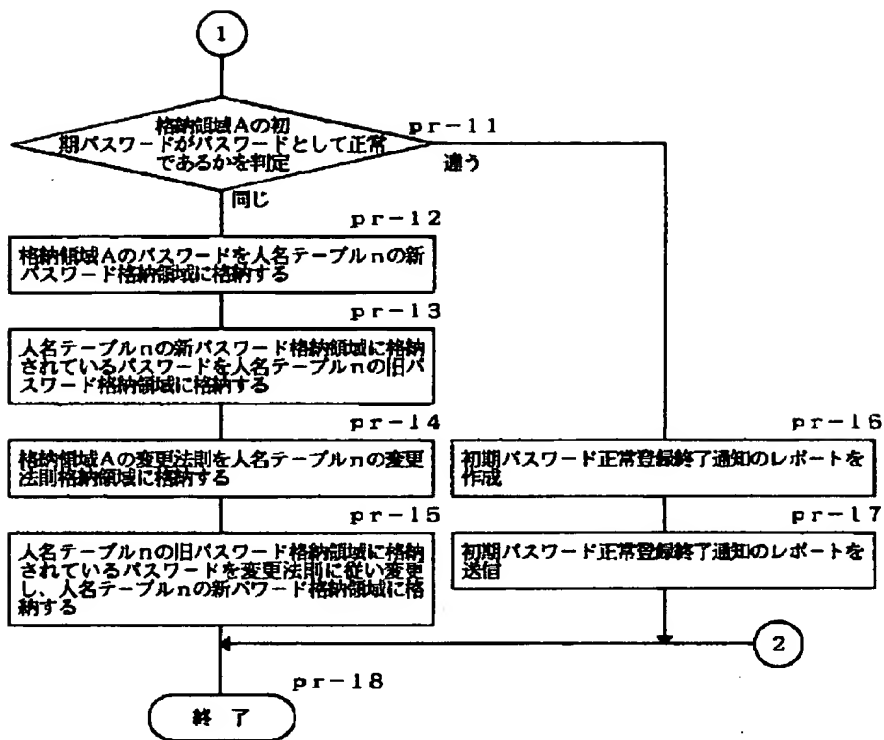 1
格納領域Aの初
期パスワードがパスワードとして正常
であるかを判定
pr-11
違う
同じ
pr-12
格納領域Aのパスワードを人名テーブルnの新
パスワード格納領域に格納する
pr-13
人名テーブルnの新パスワード格納領域に格納
されているパスワードを人名テーブルnの旧パ
スワード格納領域に格納する
pr-14
格納領域Aの変更法則を人名テーブルnの変更
法則格納領域に格納する
pr-15
人名テーブルnの旧パスワード格納領域に格納
されているパスワードを変更法則に従い変更
し、人名テーブルnの新パワード格納領域に格
納する
pr-16
初期パスワード正常登録終了通知のレポートを
作成
pr-17
初期パスワード正常登録終了通知のレポートを
送信
2
pr-18
終 了